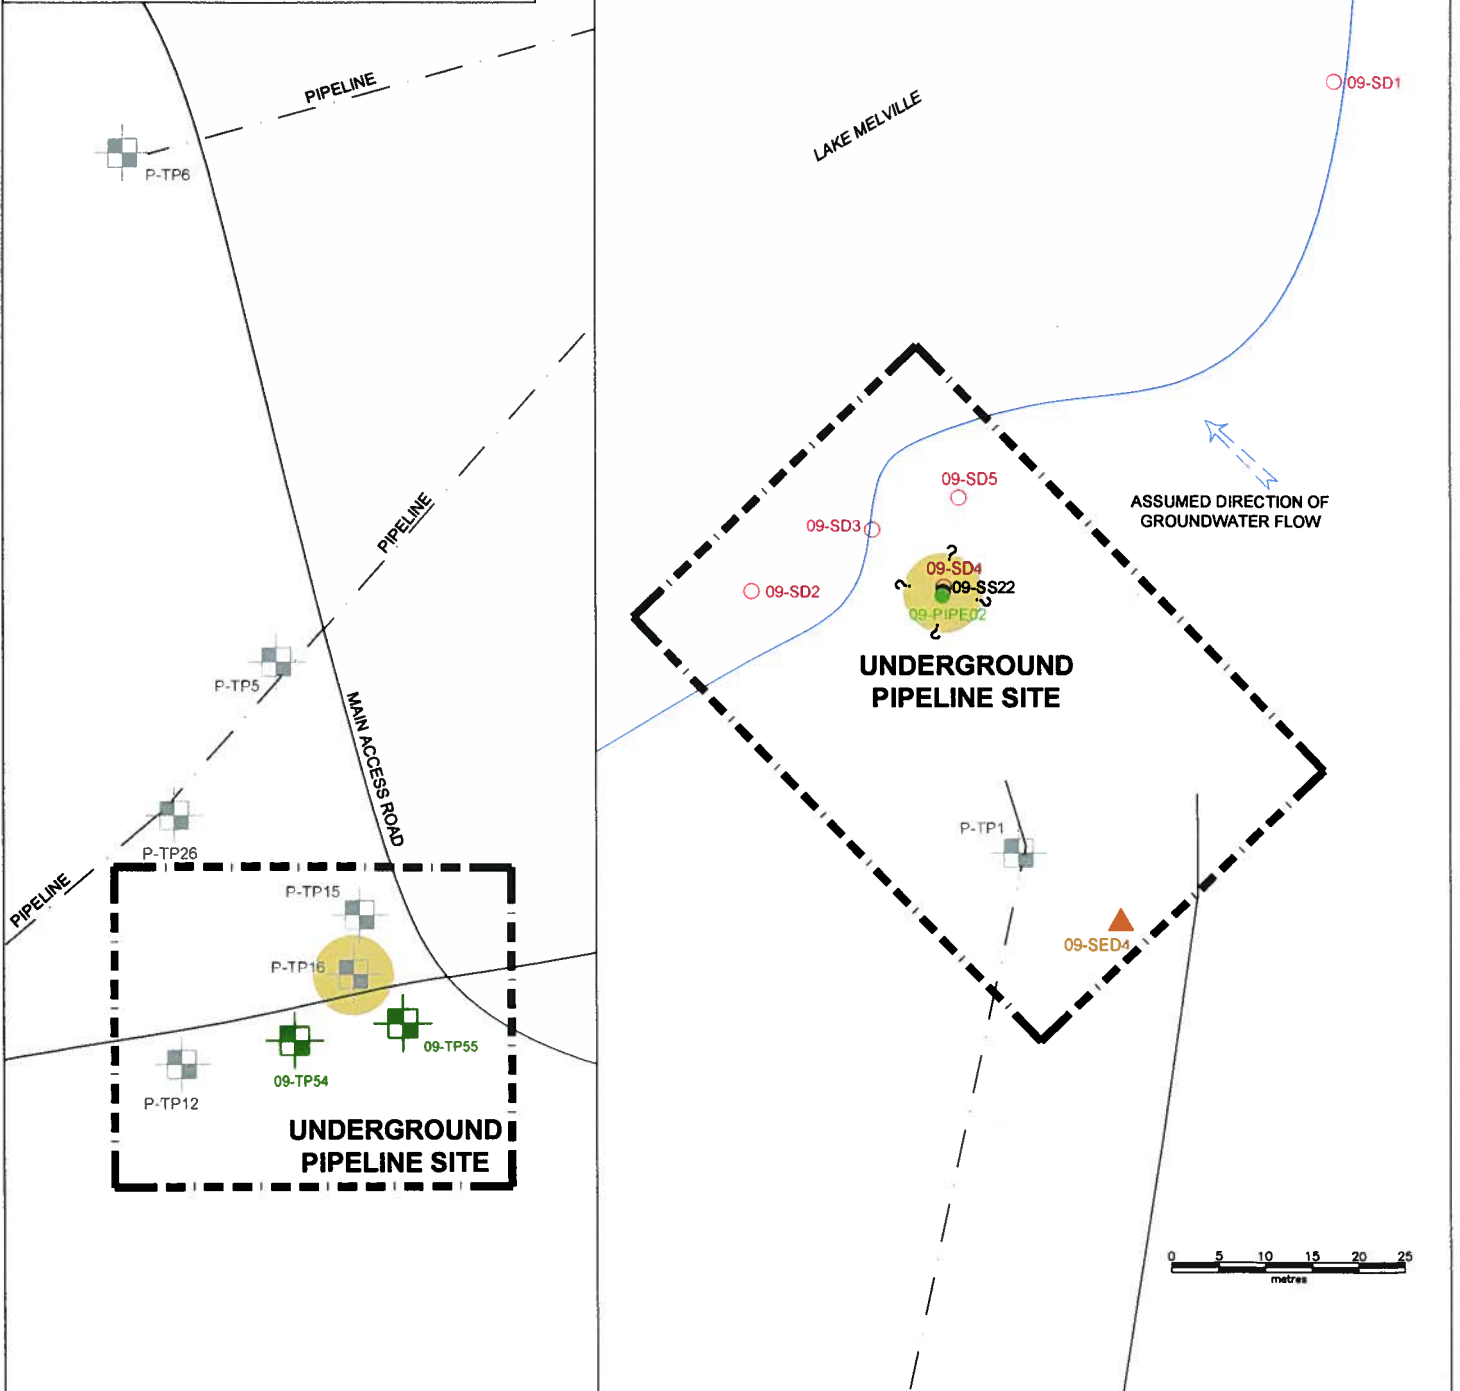 PIPELINE
P-TP6
PIPELINE
P-TP5
MAIN ACCESS ROAD
P-TP26
PIPELINE
P-TP15
P-TP16
09-TP55
09-TP54
P-TP12
UNDERGROUND
PIPELINE SITE
09-SD1
LAKE MELVILLE
ASSUMED DIRECTION OF
GROUNDWATER FLOW
09-SD5
09-SD3
?
09-SD4
09-SD2
?
09-SS22
?
09-PIPE02
?
UNDERGROUND
PIPELINE SITE
P-TP1
09-SED4
0 5 10 15 20 25
metres